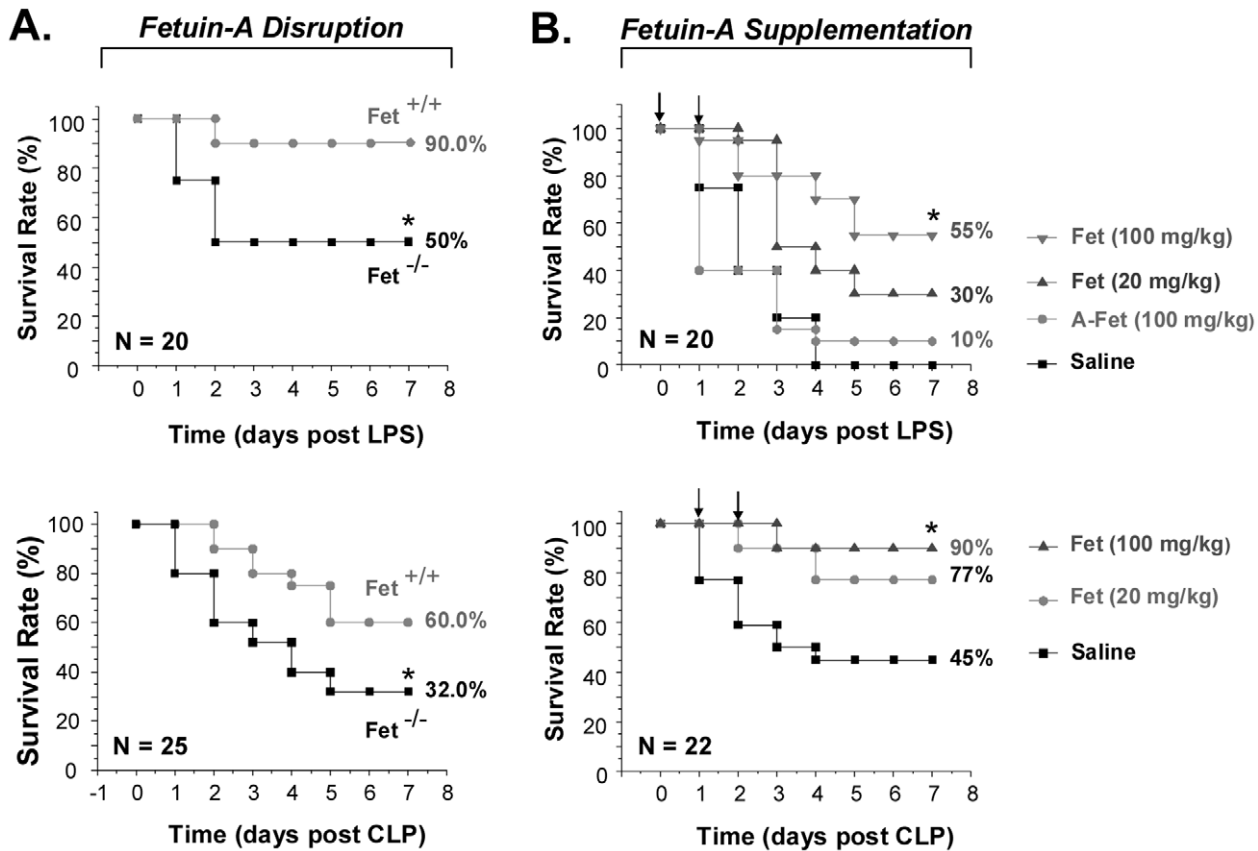 A.
Fetuin-A Disruption
Survival Rate (%)
100
80
60
40
20
0
Fet +/+
90.0%
*
50%
Fet -/-
N = 20
0 1 2 3 4 5 6 7 8
Time (days post LPS)
Survival Rate (%)
100
80
60
40
20
0
Fet +/+
60.0%
*
32.0%
Fet -/-
N = 25
-1 0 1 2 3 4 5 6 7 8
Time (days post CLP)
B.
Fetuin-A Supplementation
Survival Rate (%)
100
80
60
40
20
0
*
55%
30%
10%
0%
N = 20
0 1 2 3 4 5 6 7 8
Time (days post LPS)
Fet (100 mg/kg)
Fet (20 mg/kg)
A-Fet (100 mg/kg)
Saline
Survival Rate (%)
100
80
60
40
20
0
*
90%
77%
45%
N = 22
0 1 2 3 4 5 6 7 8
Time (days post CLP)
Fet (100 mg/kg)
Fet (20 mg/kg)
Saline